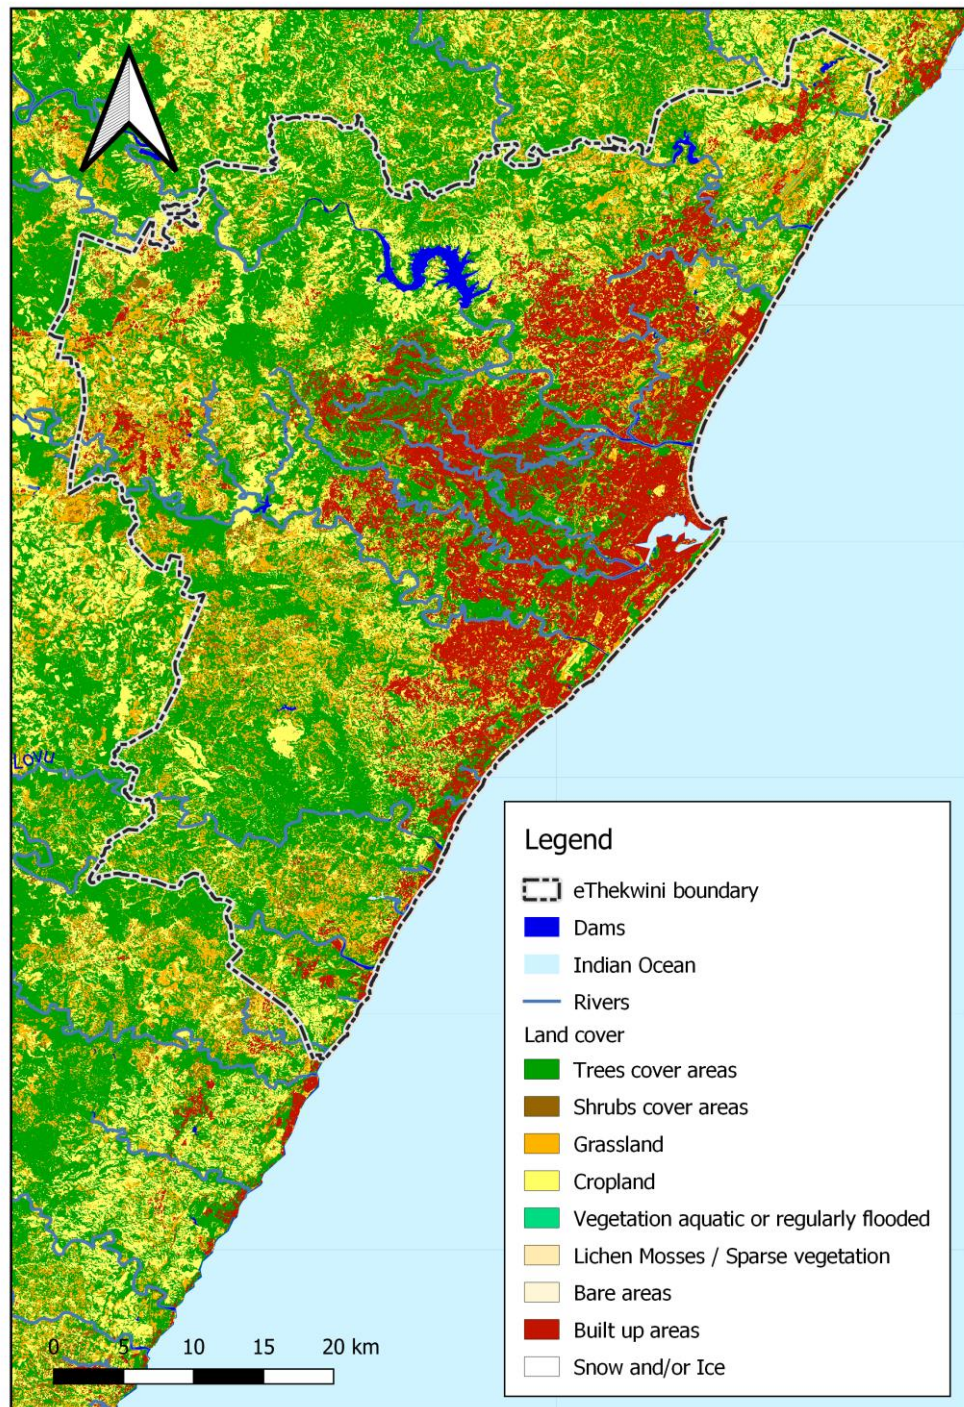 Lovu
Legend
eThekwini boundary
Dams
Indian Ocean
Rivers
Land cover
Trees cover areas
Shrubs cover areas
Grassland
Cropland
Vegetation aquatic or regularly flooded
Lichen Mosses / Sparse vegetation
Bare areas
Built up areas
Snow and/or Ice
0 5 10 15 20 km